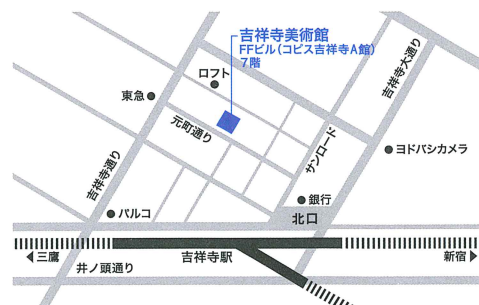 吉祥寺美術館
FFビル(コピス吉祥寺A館)
7階
ロフト
東急
元町通り
吉祥寺大通り
サンロード
ヨドバシカメラ
吉祥寺通り
パルコ
銀行
北口
三鷹
吉祥寺駅
新宿
井ノ頭通り